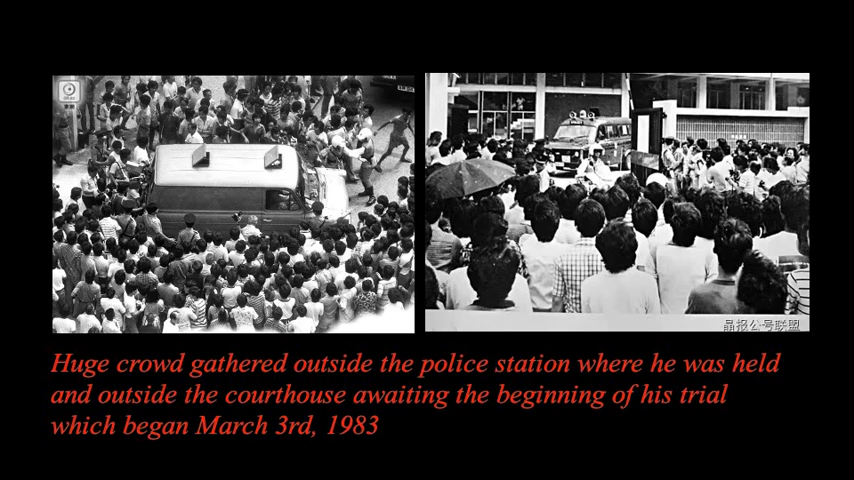 晶报公号联盟
Huge crowd gathered outside the police station where he was held
and outside the courthouse awaiting the beginning of his trial
which began March 3rd, 1983